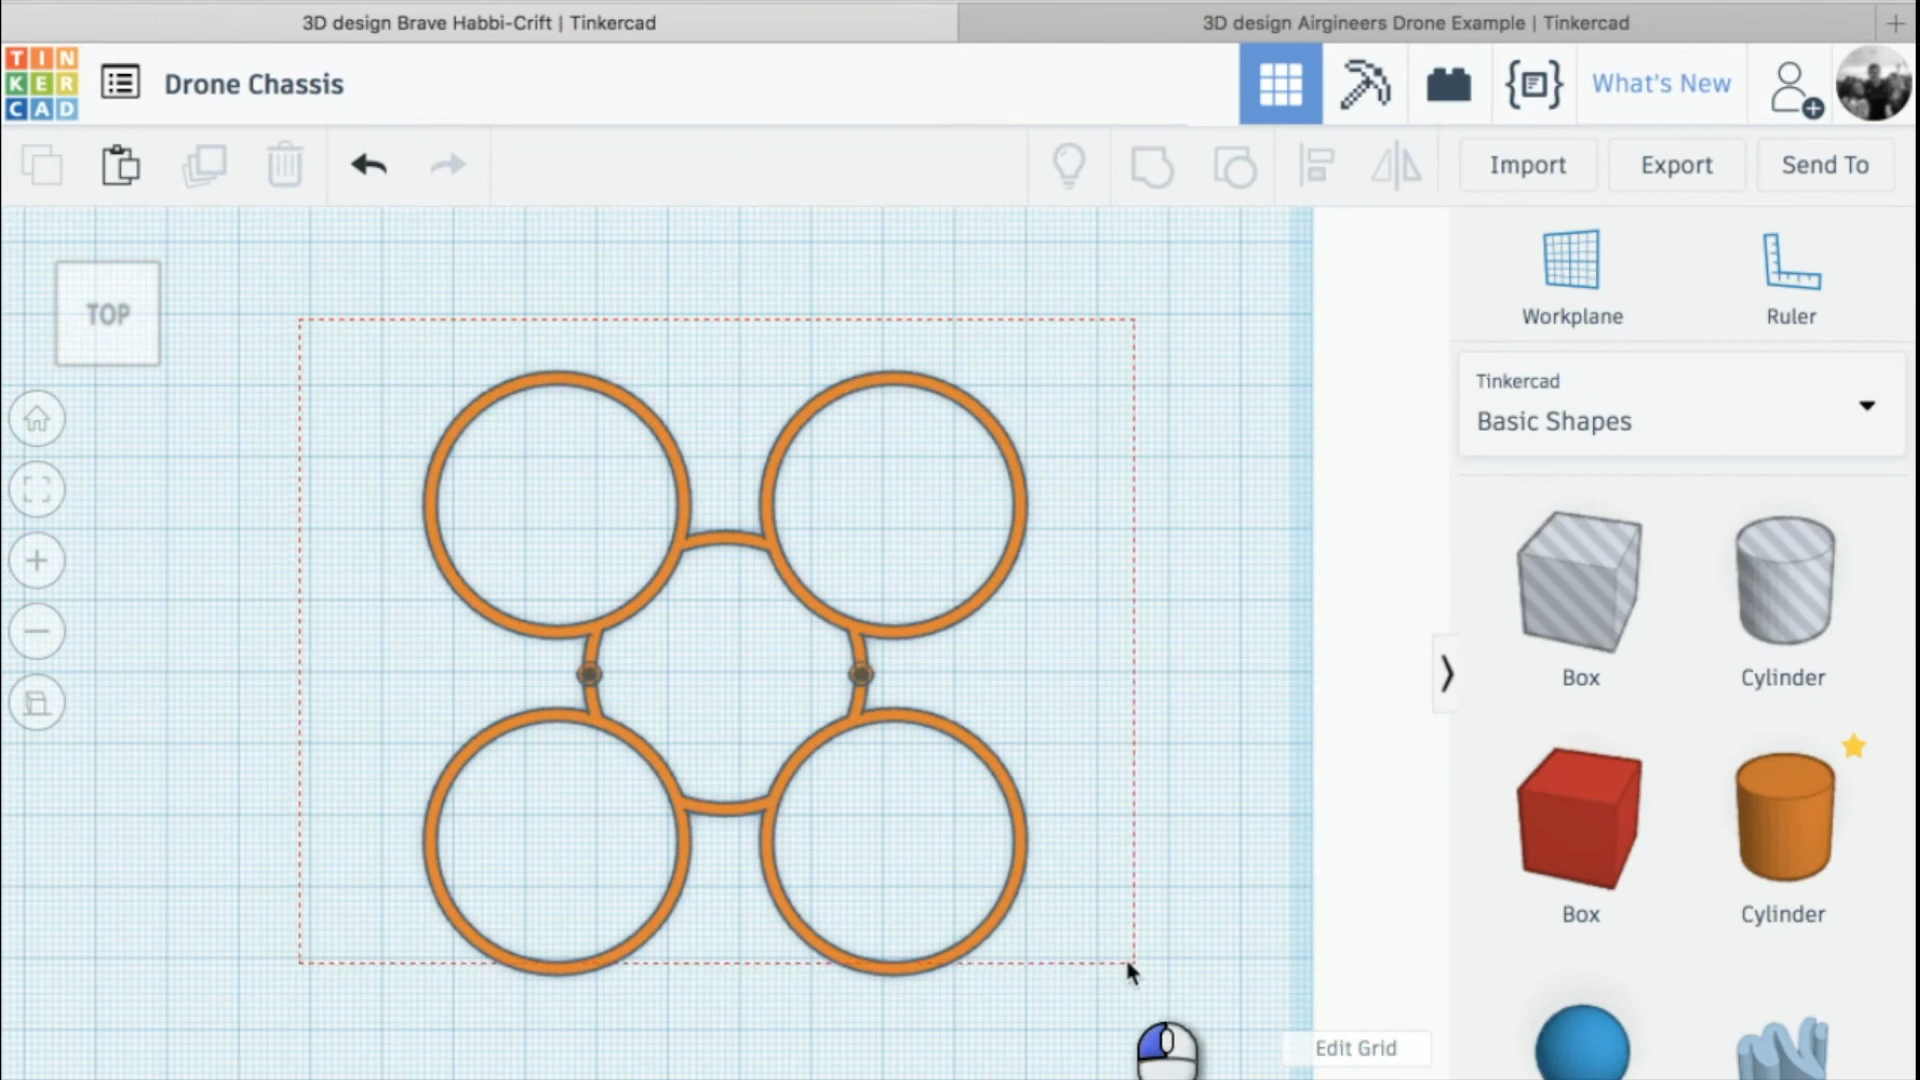 3D design Brave Habbi-Crift | Tinkercad
3D design Airgineers Drone Example | Tinkercad
TIN
KER
CAD
Drone Chassis
What's New
Import
Export
Send To
TOP
Workplane
Ruler
Tinkercad
Basic Shapes
Box
Cylinder
Box
Cylinder
Edit Grid